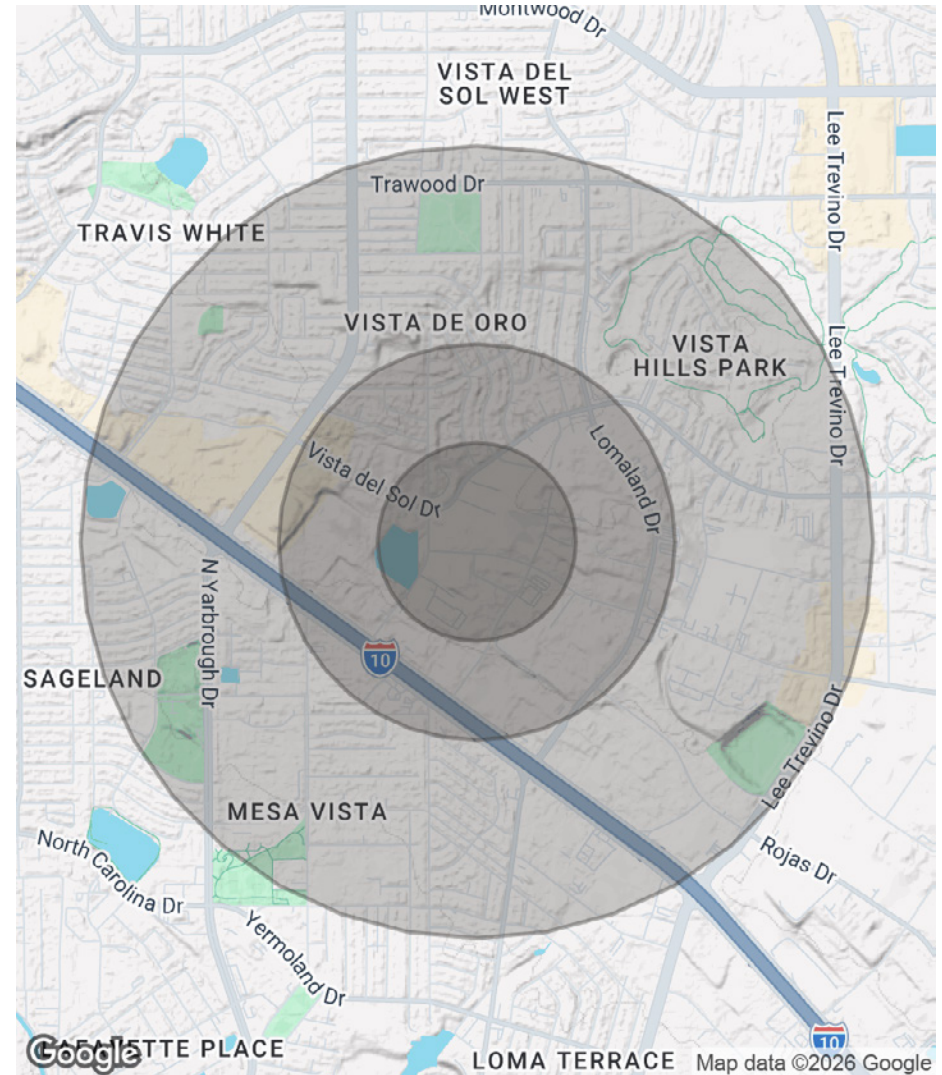 Montwood Dr
VISTA DEL
SOL WEST
Lee Trevino Dr
Trawood Dr
TRAVIS WHITE
VISTA DE ORO
VISTA
HILLS PARK
Lee Trevino Dr
Lomaland Dr
Vista del Sol Dr
N Yarbrough Dr
10
SAGELAND
Lee Trevino Dr
MESA VISTA
North Carolina Dr
Rojas Dr
Yermoland Dr
10
Google
LAFAYETTE PLACE
LOMA TERRACE
Map data ©2026 Google